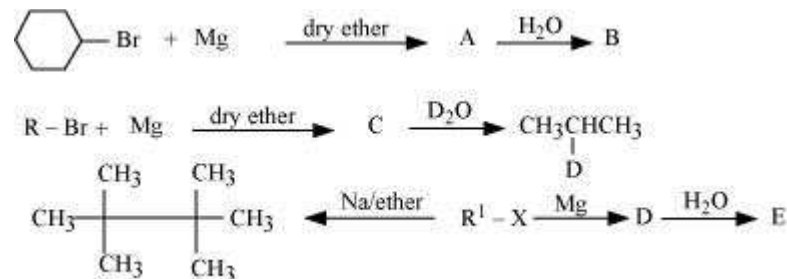 Br + Mg dry ether A H₂O B
R – Br + Mg dry ether C D₂O CH₃CHCH₃
D
CH₃ CH₃
CH₃ CH₃ Na/ether R¹ – X Mg D H₂O E
CH₃ CH₃